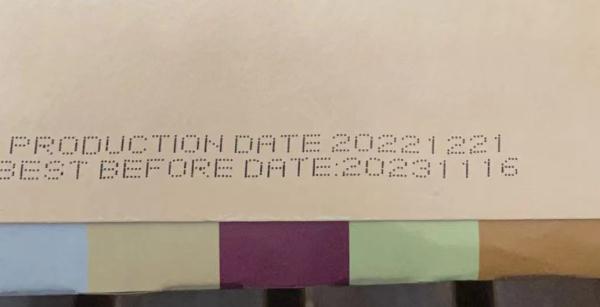 PRODUCTION DATE 20221221
BEST BEFORE DATE:20231116